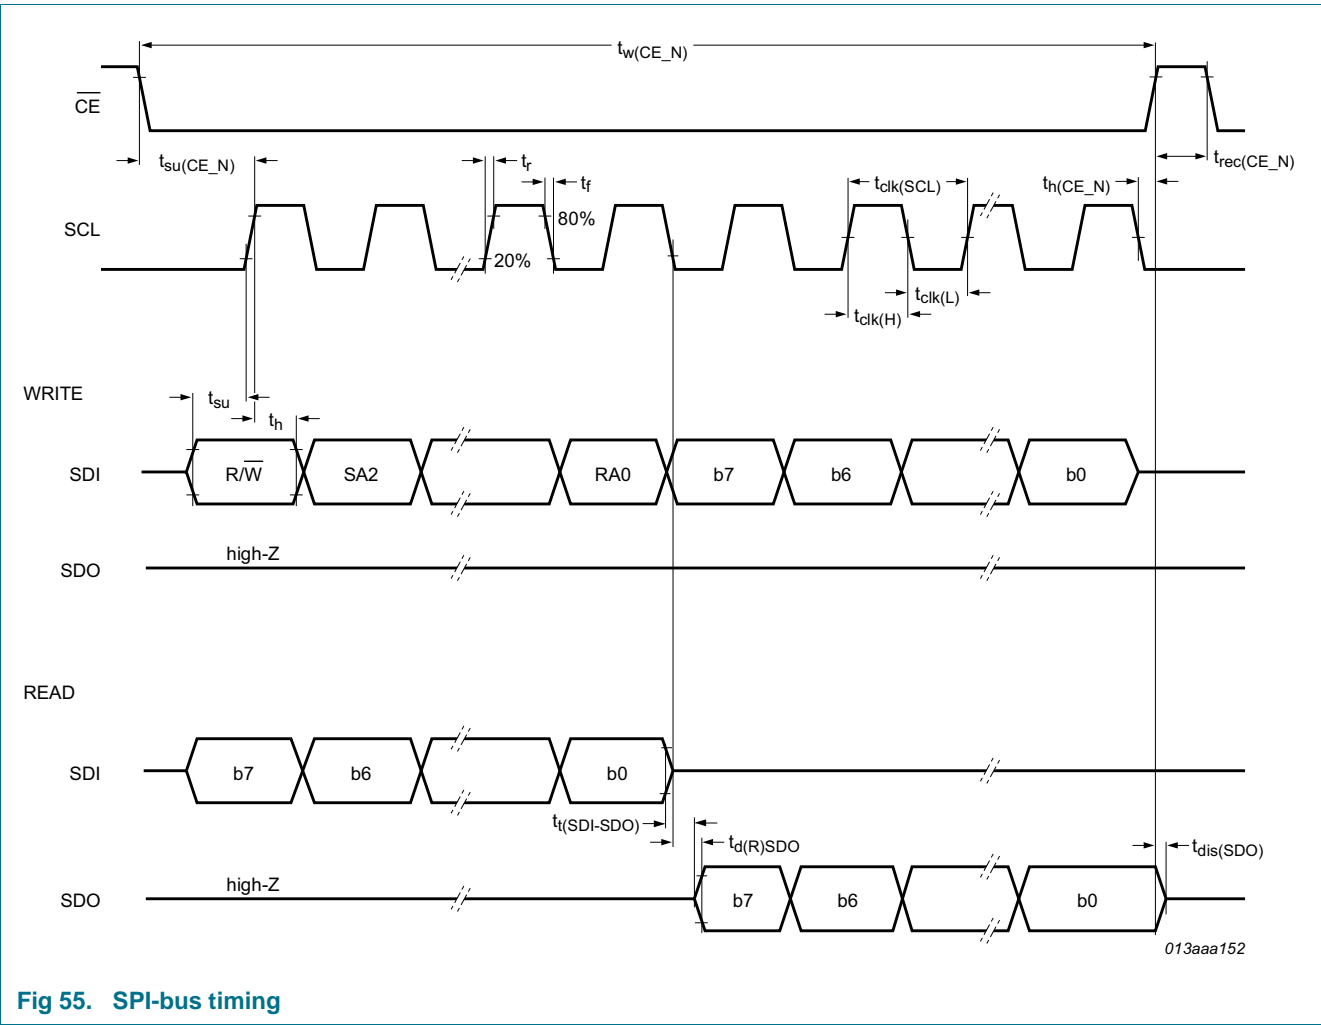 tw(CE_N)
CE
tsu(CE_N)
tr
tf
tclk(SCL)
th(CE_N)
trec(CE_N)
SCL
80%
20%
tclk(L)
tclk(H)
WRITE
tsu
th
SDI
R/W
SA2
RA0
b7
b6
b0
high-Z
SDO
READ
SDI
b7
b6
b0
tt(SDI-SDO)
td(R)SDO
tdis(SDO)
high-Z
SDO
b7
b6
b0
013aaa152
Fig 55. SPI-bus timing